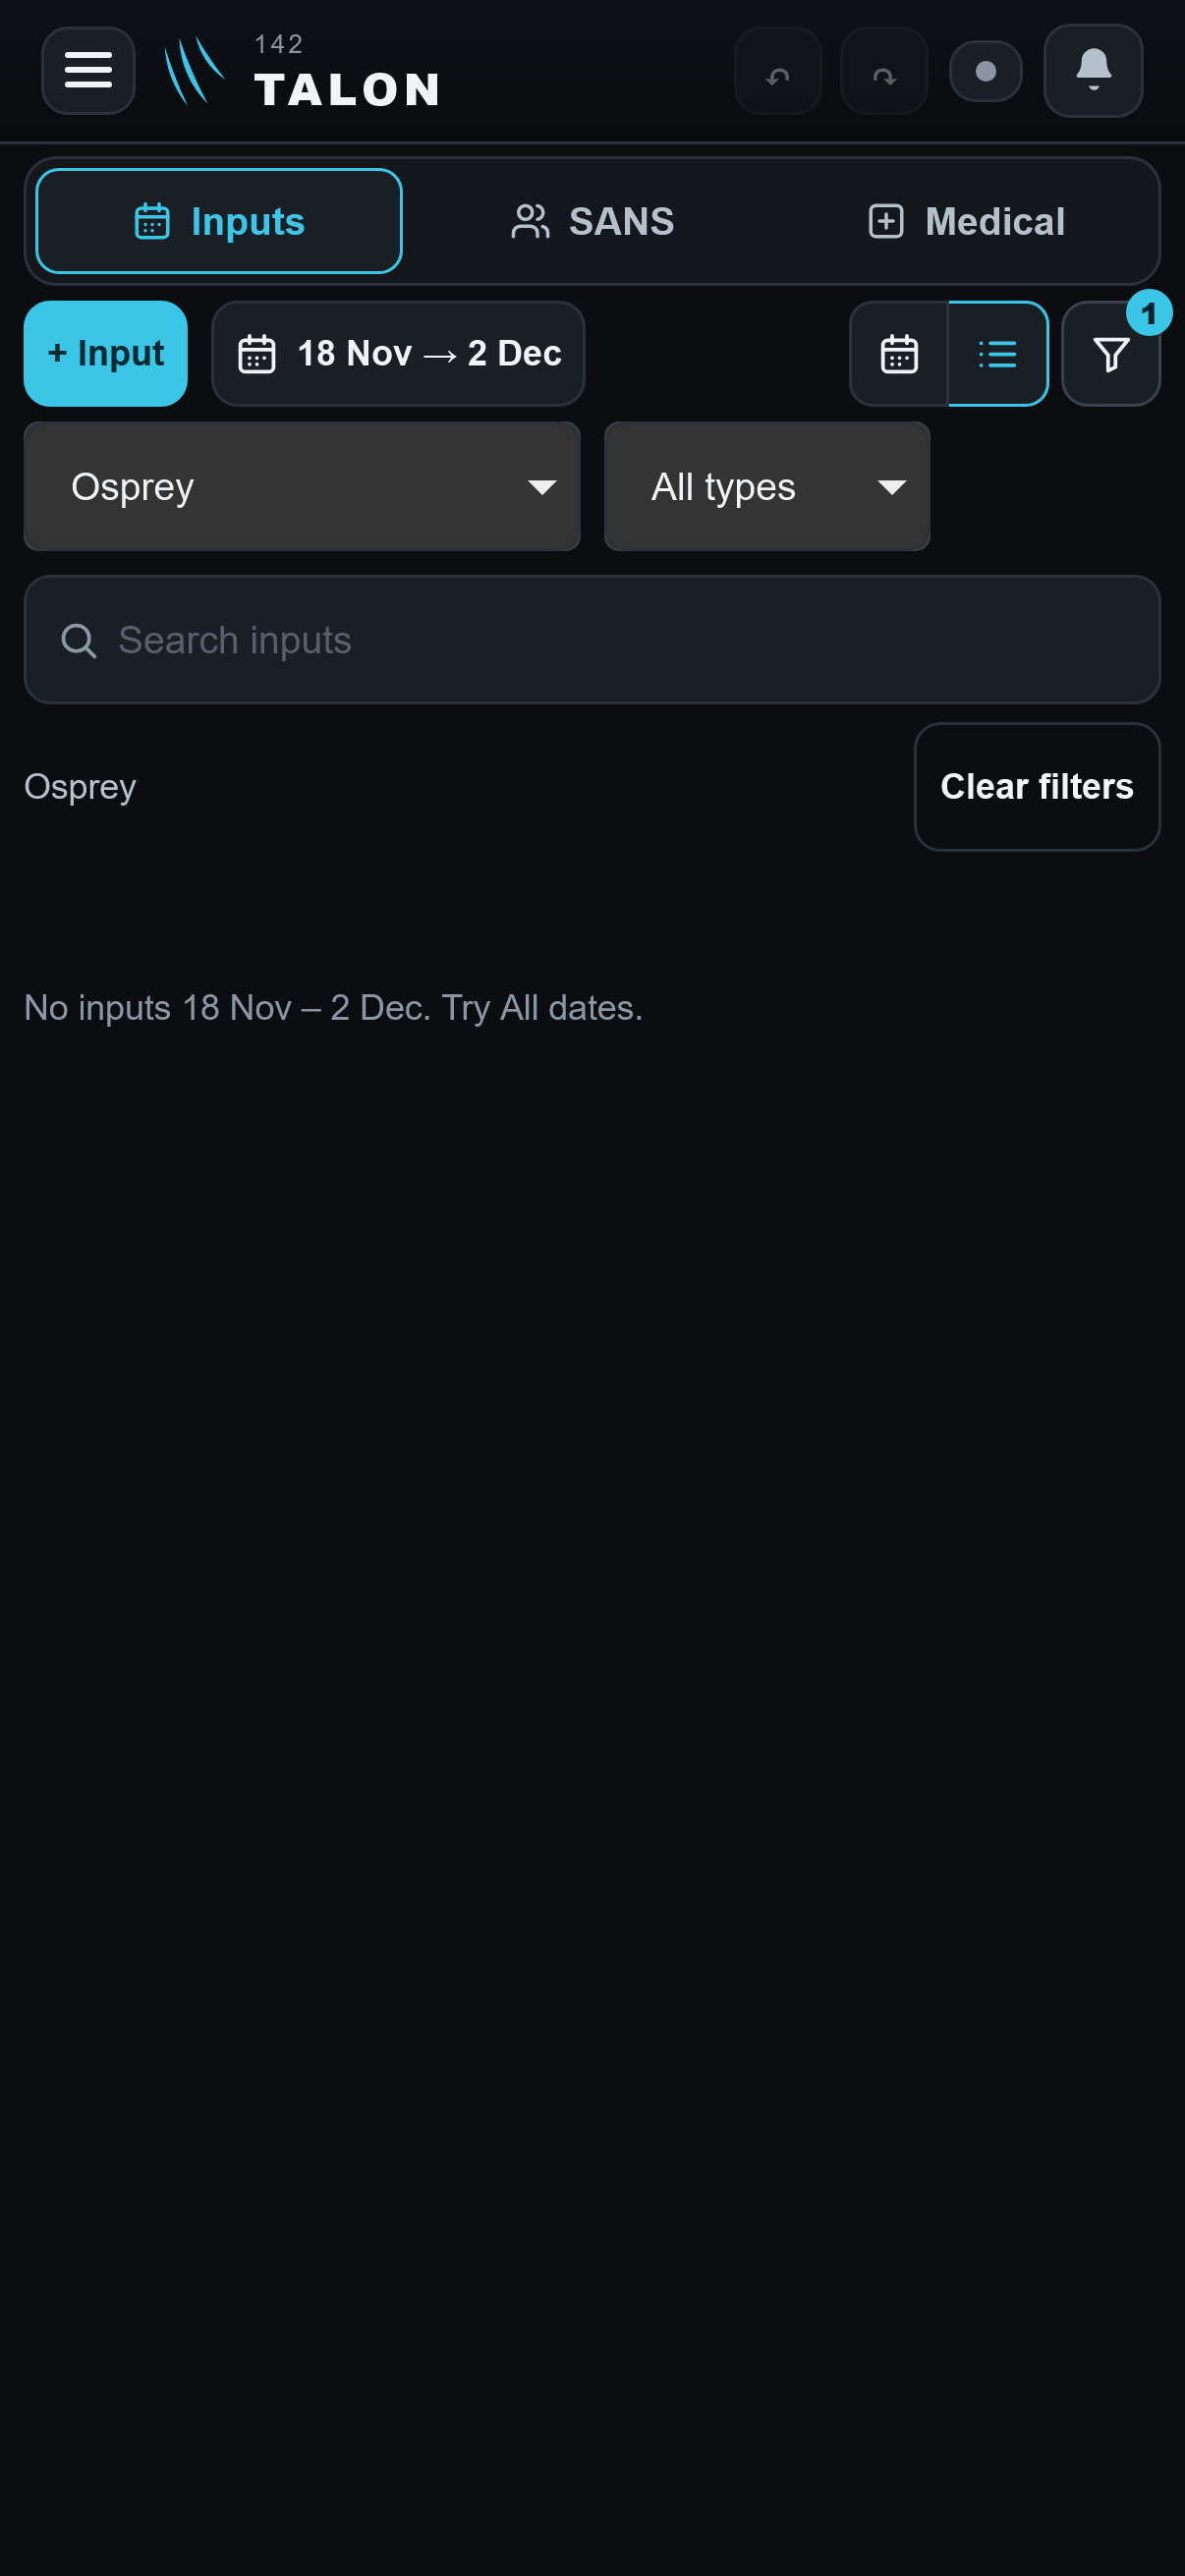 142
TALON
Inputs
SANS
Medical
+ Input
18 Nov → 2 Dec
1
Osprey
All types
Search inputs
Osprey
Clear filters
No inputs 18 Nov – 2 Dec. Try All dates.